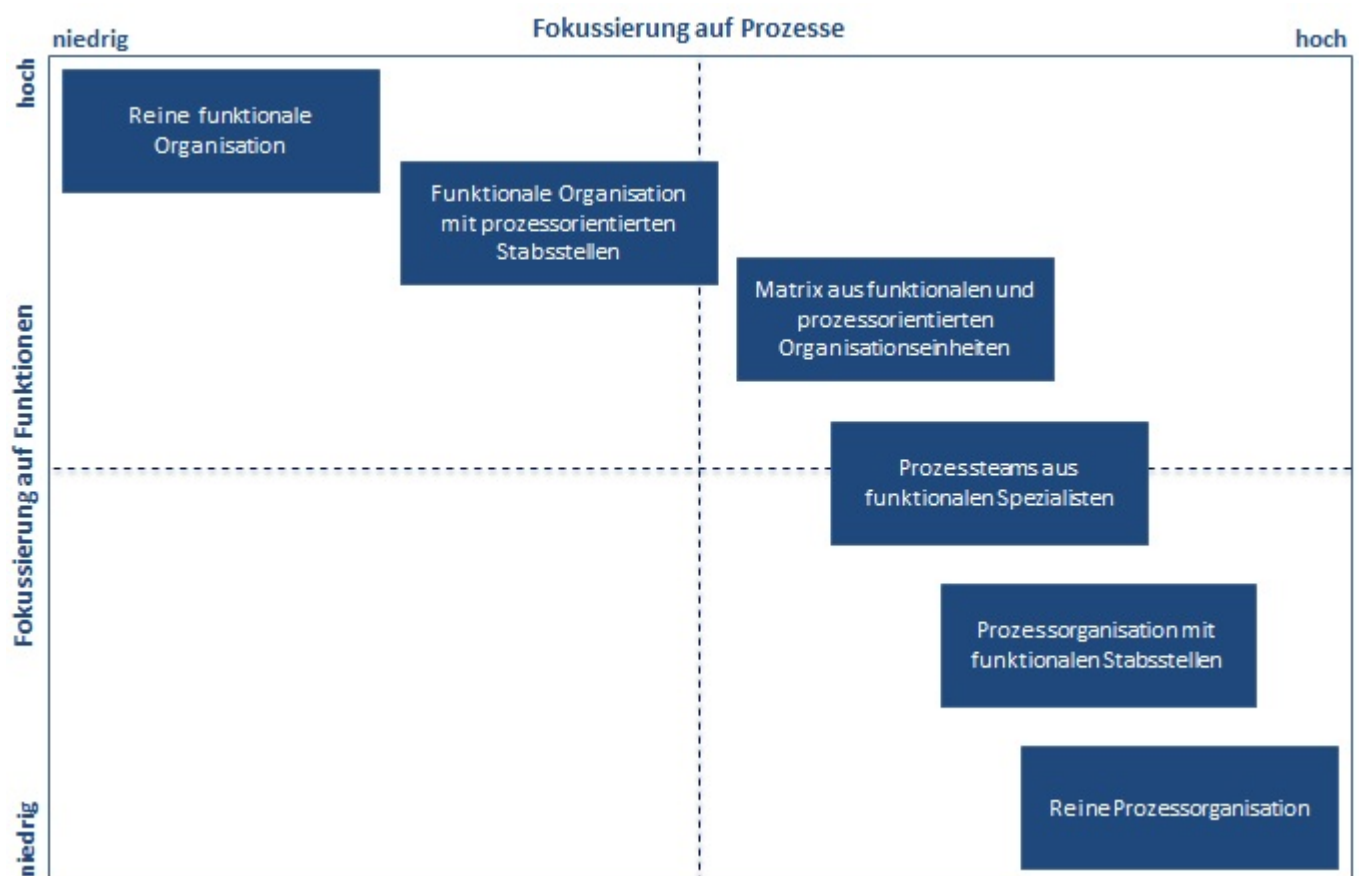 Fokussierung auf Prozesse
niedrig
hoch
hoch
Fokussierung auf Funktionen
niedrig
Reine funktionale
Organisation
Funktionale Organisation
mit prozessorientierten
Stabsstellen
Matrix aus funktionalen und
prozessorientierten
Organisationseinheiten
Prozessteams aus
funktionalen Spezialisten
Prozessorganisation mit
funktionalen Stabsstellen
Reine Prozessorganisation